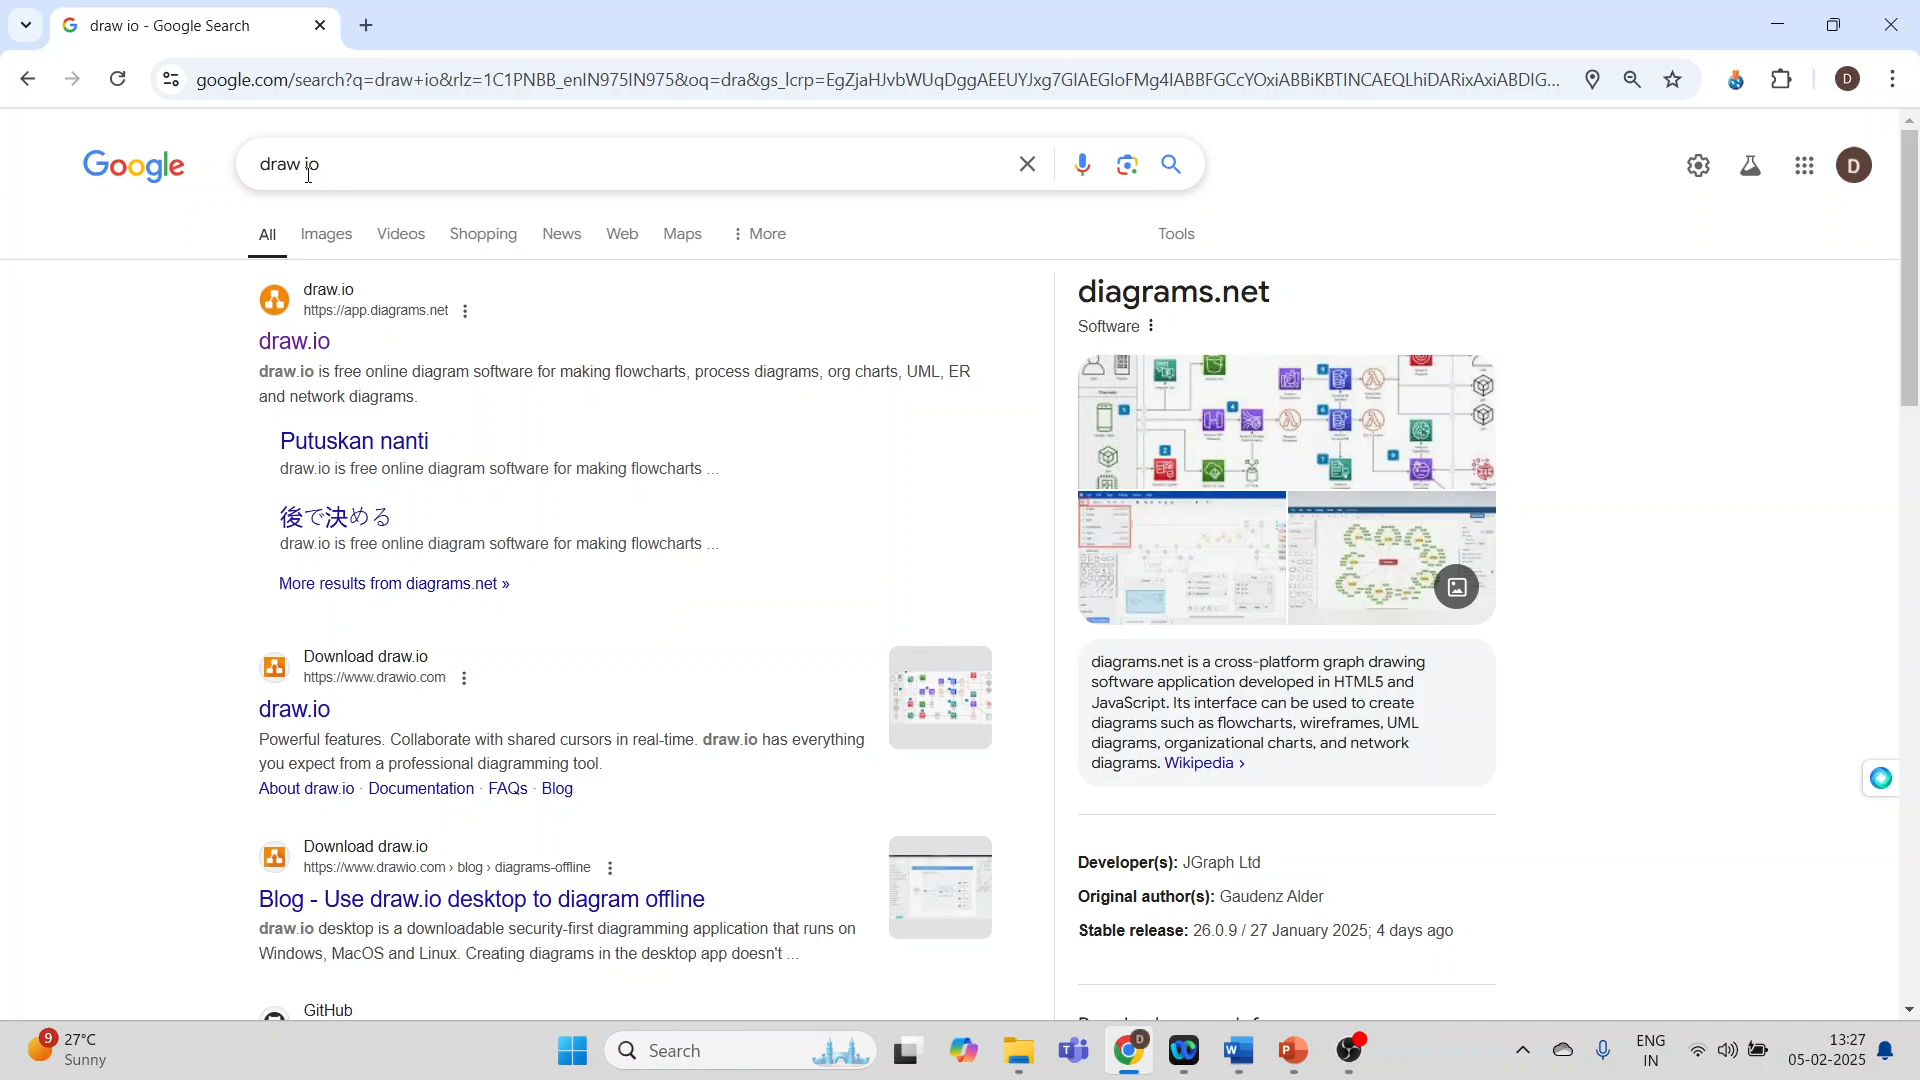 draw io - Google Search
google.com/search?q=draw+io&rlz=1C1PNBB_enIN975IN975&oq=dra&gs_lcrp=EgZjaHJvbWUqDggAEEUYJxg7GIAEGIoFMg4IABBFGCcYOxiABBiKBTINCAEQLhiDARixAxiABDIG...
D
Google
draw io
D
All Images Videos Shopping News Web Maps More Tools
draw.io
https://app.diagrams.net
draw.io
draw.io is free online diagram software for making flowcharts, process diagrams, org charts, UML, ER
and network diagrams.
Putuskan nanti
draw.io is free online diagram software for making flowcharts ...
後で決める
draw.io is free online diagram software for making flowcharts ...
More results from diagrams.net »
Download draw.io
https://www.drawio.com
draw.io
Powerful features. Collaborate with shared cursors in real-time. draw.io has everything
you expect from a professional diagramming tool.
About draw.io · Documentation · FAQs · Blog
Download draw.io
https://www.drawio.com › blog › diagrams-offline
Blog - Use draw.io desktop to diagram offline
draw.io desktop is a downloadable security-first diagramming application that runs on
Windows, MacOS and Linux. Creating diagrams in the desktop app doesn't ...
GitHub
diagrams.net
Software
diagrams.net is a cross-platform graph drawing
software application developed in HTML5 and
JavaScript. Its interface can be used to create
diagrams such as flowcharts, wireframes, UML
diagrams, organizational charts, and network
diagrams. Wikipedia ›
Developer(s): JGraph Ltd
Original author(s): Gaudenz Alder
Stable release: 26.0.9 / 27 January 2025; 4 days ago
9
27°C
Sunny
Search
D
ENG
IN
13:27
05-02-2025